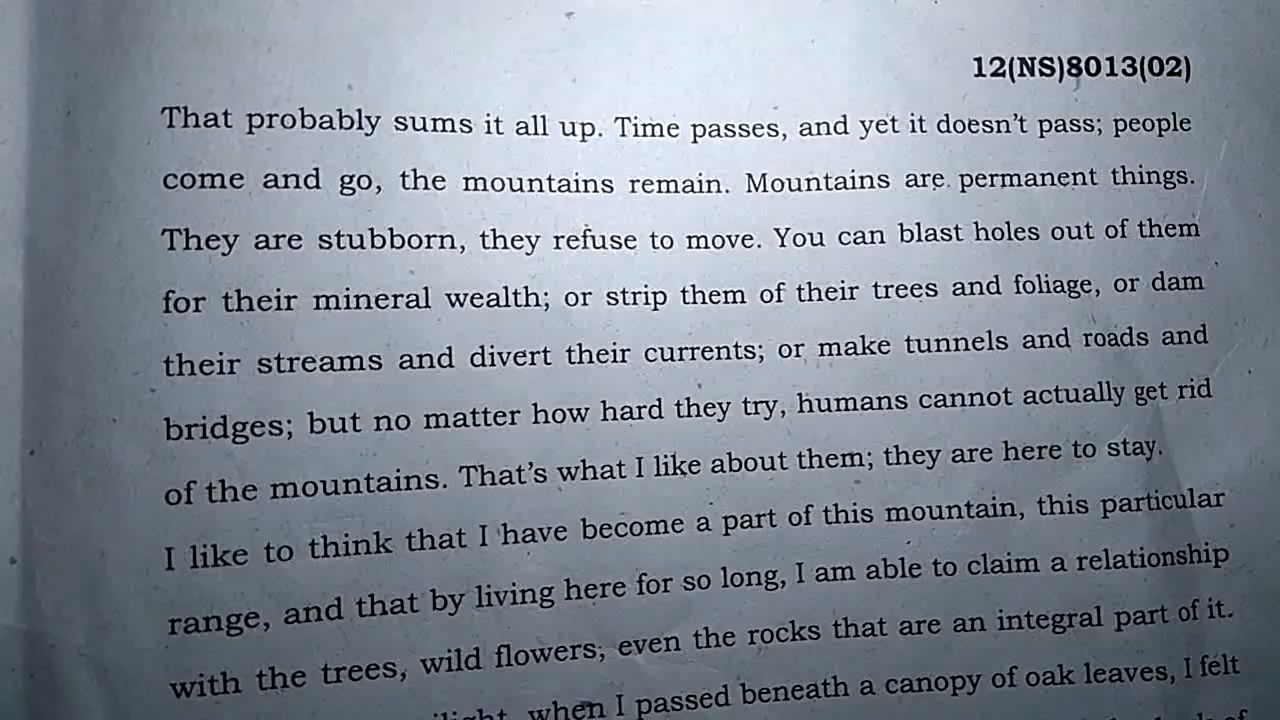 12(NS)8013(02)
That probably sums it all up. Time passes, and yet it doesn't pass; people
come and go, the mountains remain. Mountains are permanent things.
They are stubborn, they refuse to move. You can blast holes out of them
for their mineral wealth; or strip them of their trees and foliage, or dam
their streams and divert their currents; or make tunnels and roads and
bridges; but no matter how hard they try, humans cannot actually get rid
of the mountains. That's what I like about them; they are here to stay.
I like to think that I have become a part of this mountain, this particular
range, and that by living here for so long, I am able to claim a relationship
with the trees, wild flowers; even the rocks that are an integral part of it.
when I passed beneath a canopy of oak leaves, I felt